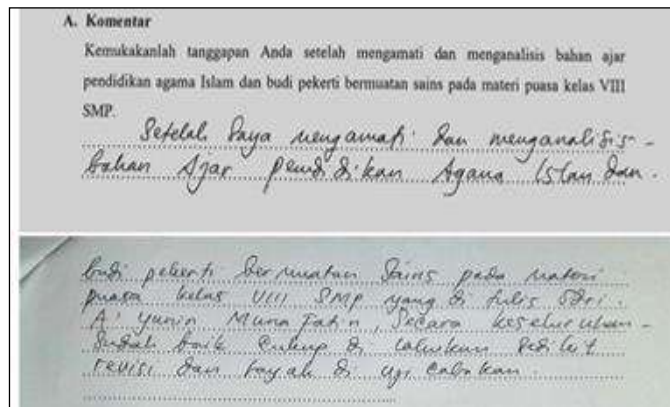 A. Komentar
Kemukakanlah tanggapan Anda setelah mengamati dan menganalisis bahan ajar
pendidikan agama Islam dan budi pekerti bermuatan sains pada materi puasa kelas VIII
SMP.
Setelah saya mengamati dan menganalisis-
bahan Ajar pendidikan Agama Islam dan.
budi pekerti bermuatan Sains pada materi
puasa kelas VIII SMP yang di tulis Sdri.
A'yunin Muna, Secara keseluruhan-
Sudah baik Cukup di lakukan Sedikit
revisi dan layak di uji cobakan.